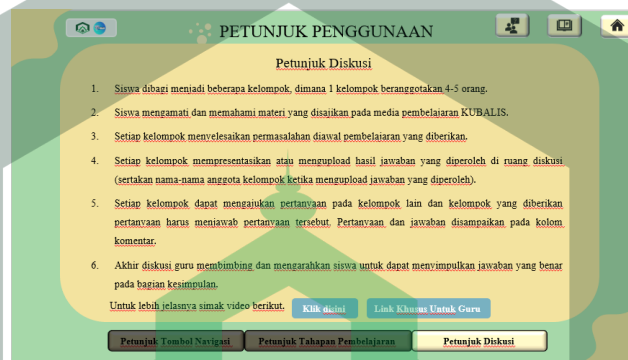 PETUNJUK PENGGUNAAN
Petunjuk Diskusi
1. Siswa dibagi menjadi beberapa kelompok, dimana 1 kelompok beranggotakan 4-5 orang.
2. Siswa mengamati dan memahami materi yang disajikan pada media pembelajaran KUBALIS.
3. Setiap kelompok menyelesaikan permasalahan diawal pembelajaran yang diberikan.
4. Setiap kelompok mempresentasikan atau mengupload hasil jawaban yang diperoleh di ruang diskusi
(sertakan nama-nama anggota kelompok ketika mengupload jawaban yang diperoleh).
5. Setiap kelompok dapat mengajukan pertanyaan pada kelompok lain dan kelompok yang diberikan
pertanyaan harus menjawab pertanyaan tersebut. Pertanyaan dan jawaban disampaikan pada kolom
komentar.
6. Akhir diskusi guru membimbing dan mengarahkan siswa untuk dapat menyimpulkan jawaban yang benar
pada bagian kesimpulan.
Untuk lebih jelasnya simak video berikut. Klik disini Link Khusus Untuk Guru
Petunjuk Tombol Navigasi Petunjuk Tahapan Pembelajaran Petunjuk Diskusi